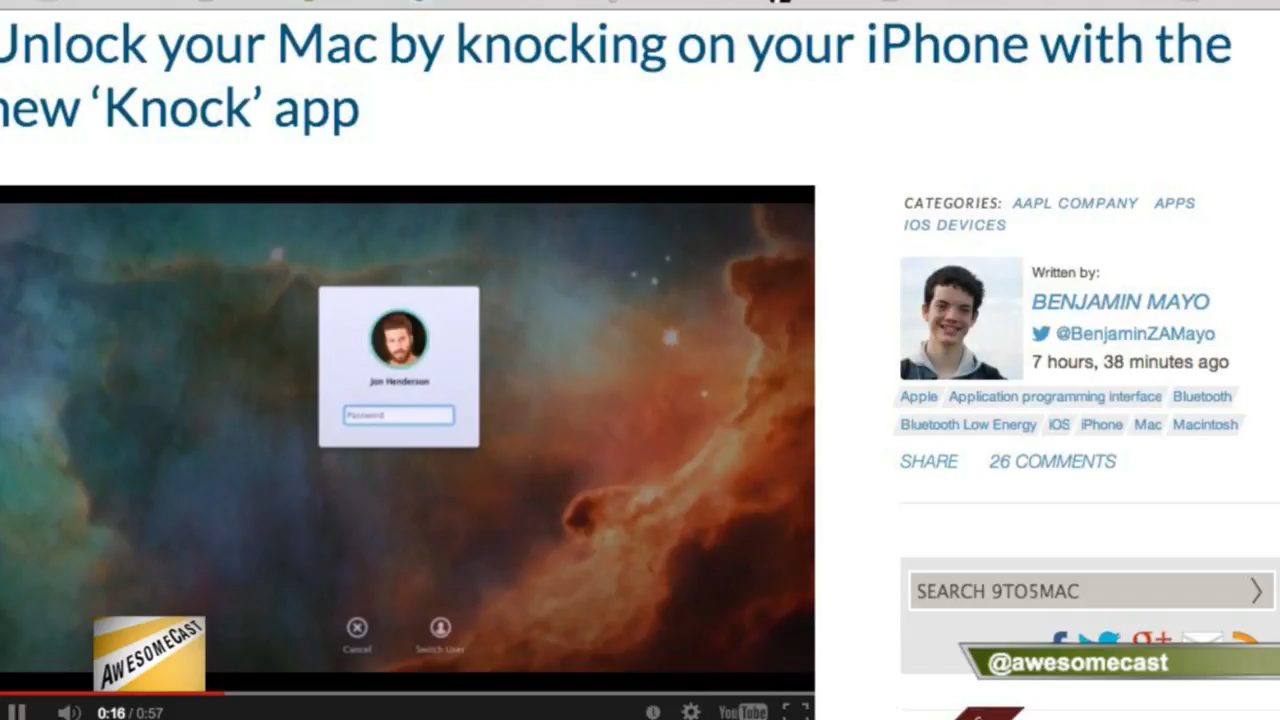 Unlock your Mac by knocking on your iPhone with the
new ‘Knock’ app
CATEGORIES: AAPL COMPANY APPS
IOS DEVICES
Written by:
BENJAMIN MAYO
@BenjaminZAMayo
7 hours, 38 minutes ago
Apple Application programming interface Bluetooth
Bluetooth Low Energy iOS iPhone Mac Macintosh
SHARE 26 COMMENTS
Jan Henderson
Password
Cancel Switch User
AWESOMECAST
0:16 / 0:57
YouTube
SEARCH 9TO5MAC
@awesomecast